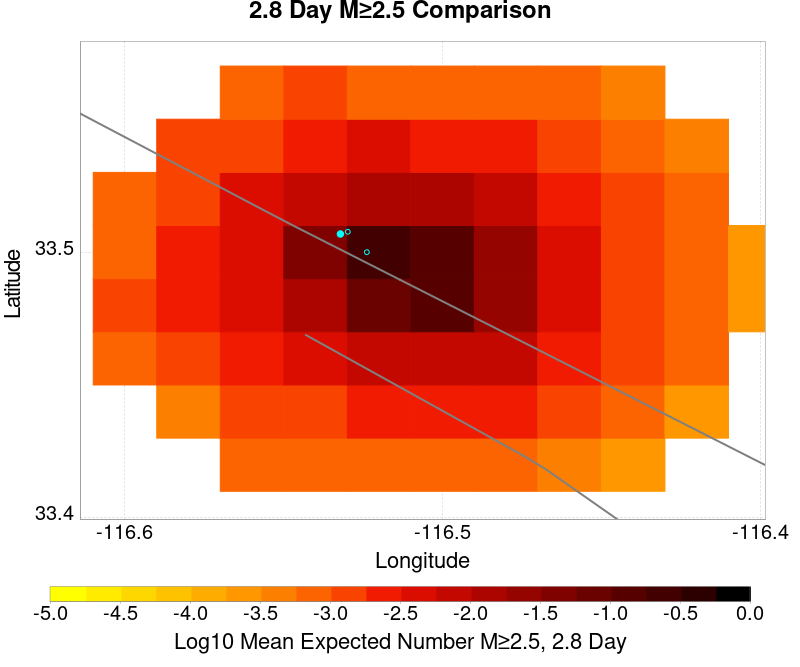 2.8 Day M≥2.5 Comparison
Latitude
33.5
33.4
-116.6 -116.5 -116.4
Longitude
-5.0 -4.5 -4.0 -3.5 -3.0 -2.5 -2.0 -1.5 -1.0 -0.5 0.0
Log10 Mean Expected Number M≥2.5, 2.8 Day